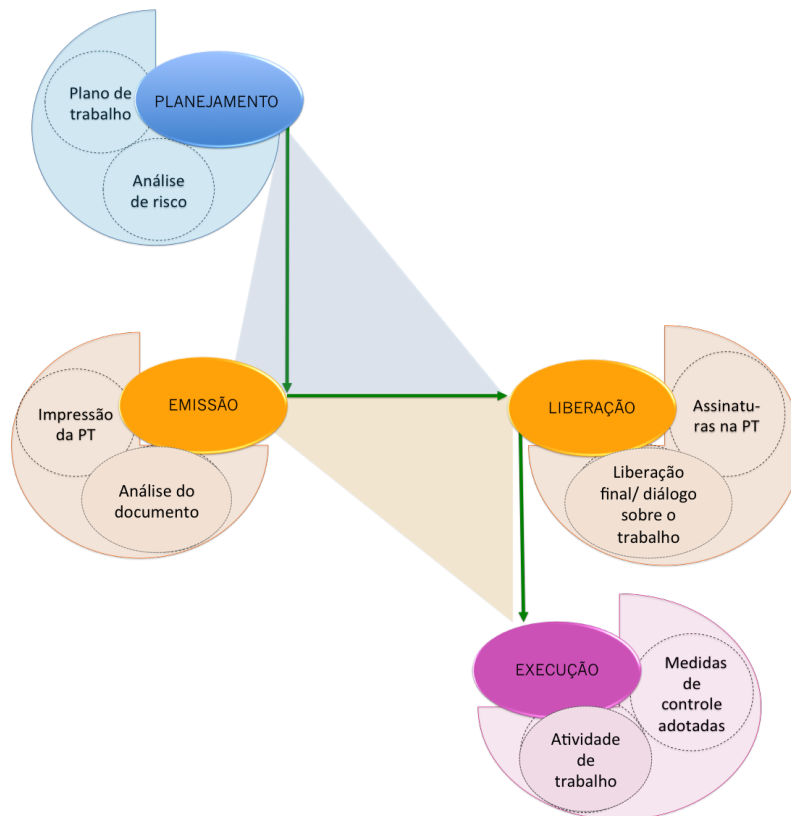 Plano de
trabalho
PLANEJAMENTO
Análise
de risco
Impressão
da PT
EMISSÃO
Análise do
documento
LIBERAÇÃO
Assinatu-
ras na PT
Liberação
final/ diálogo
sobre o
trabalho
EXECUÇÃO
Medidas
de
controle
adotadas
Atividade
de
trabalho